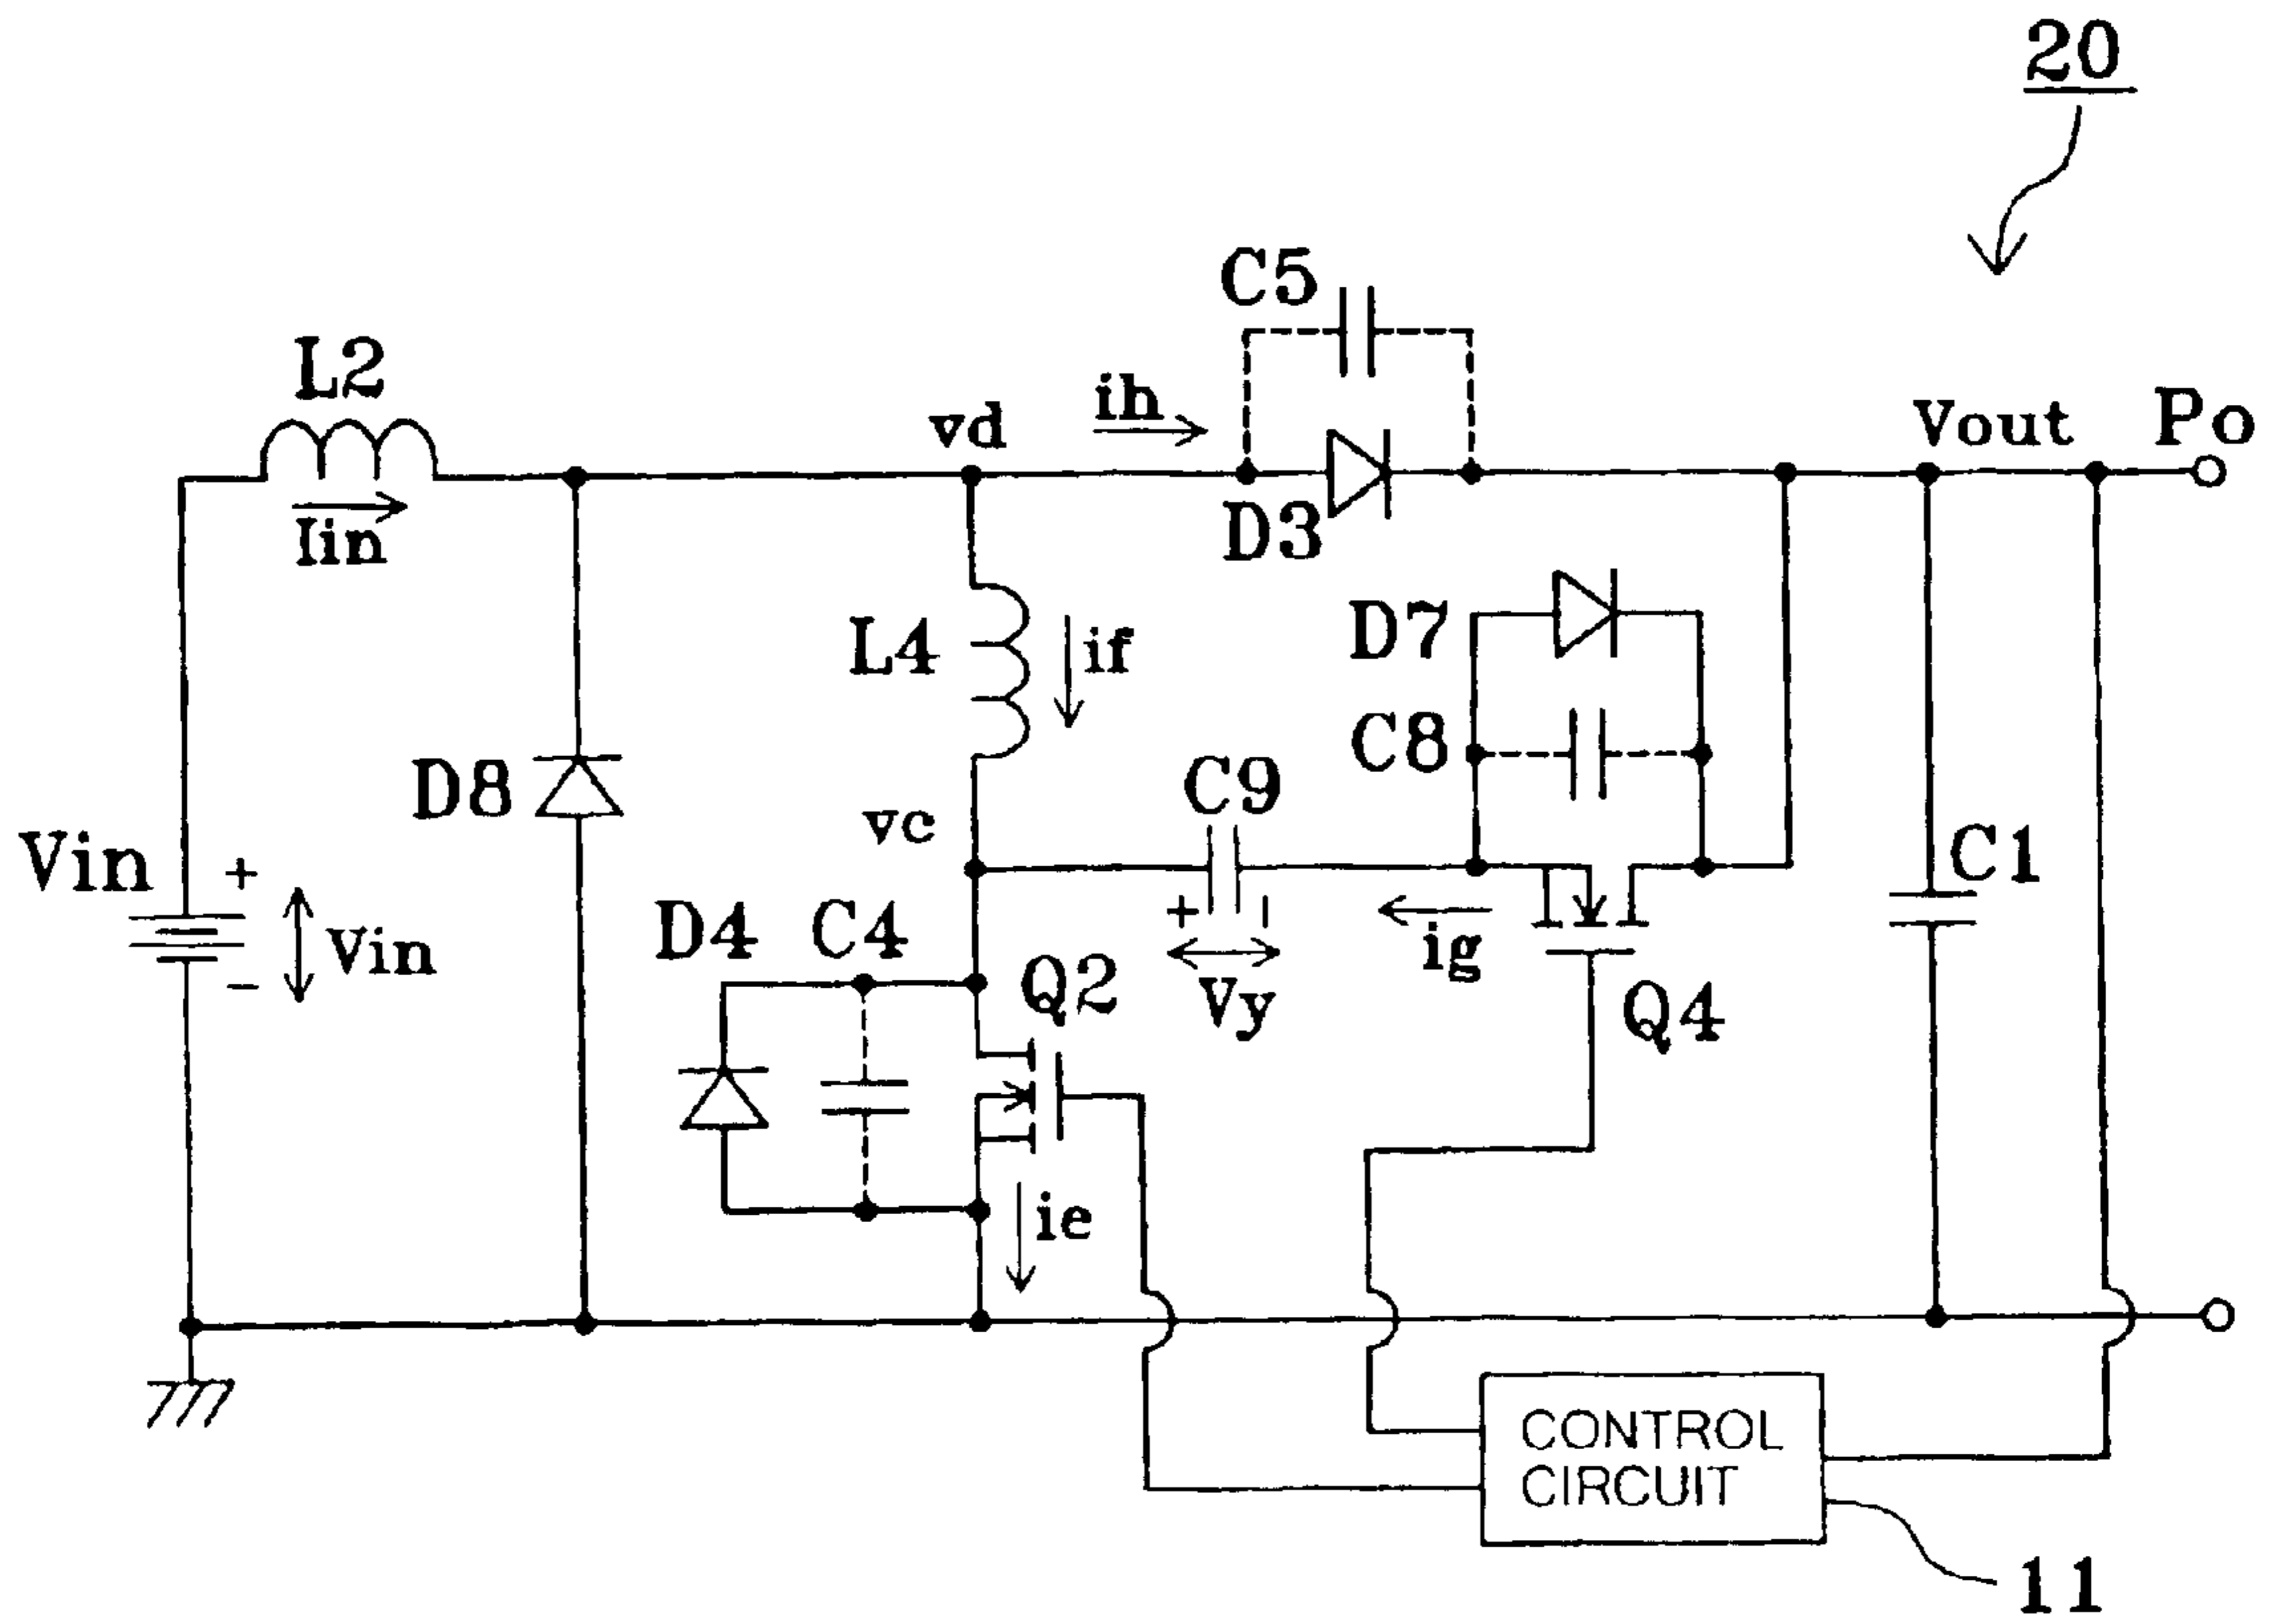 20
C5
L2
ih
vd
Vout
Po
Iin
D3
D7
L4
if
C8
D8
C9
vc
Vin
+
C1
Vin
-
D4
C4
Q2
+
-
ig
Vy
Q4
ie
CONTROL
CIRCUIT
11